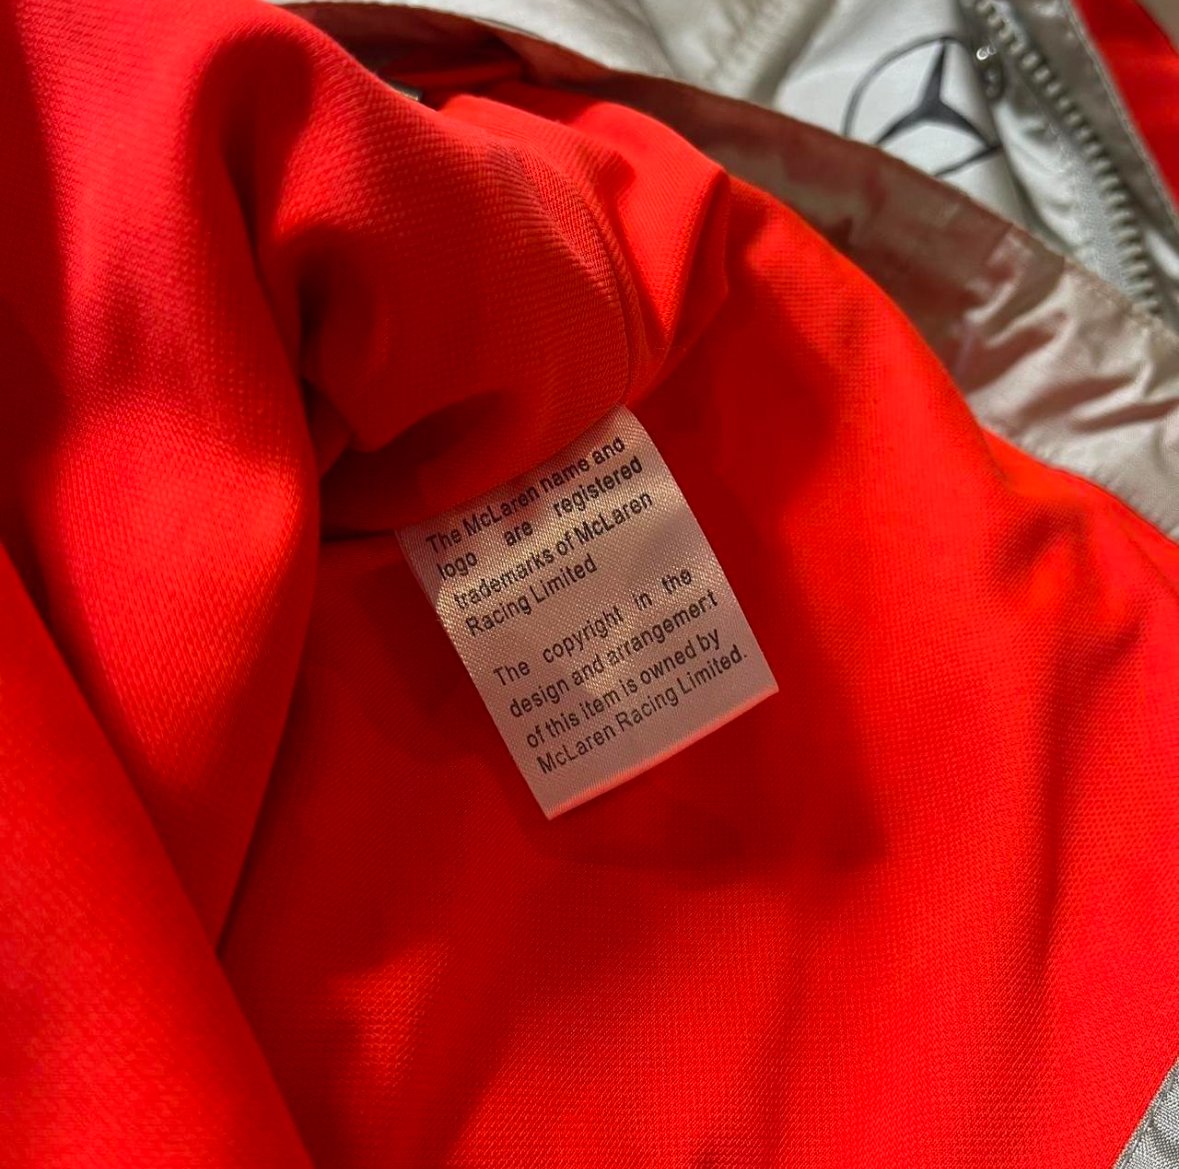 The McLaren name and
logo are registered
trademarks of McLaren
Racing Limited
The copyright in the
design and arrangement
of this item is owned by
McLaren Racing Limited.